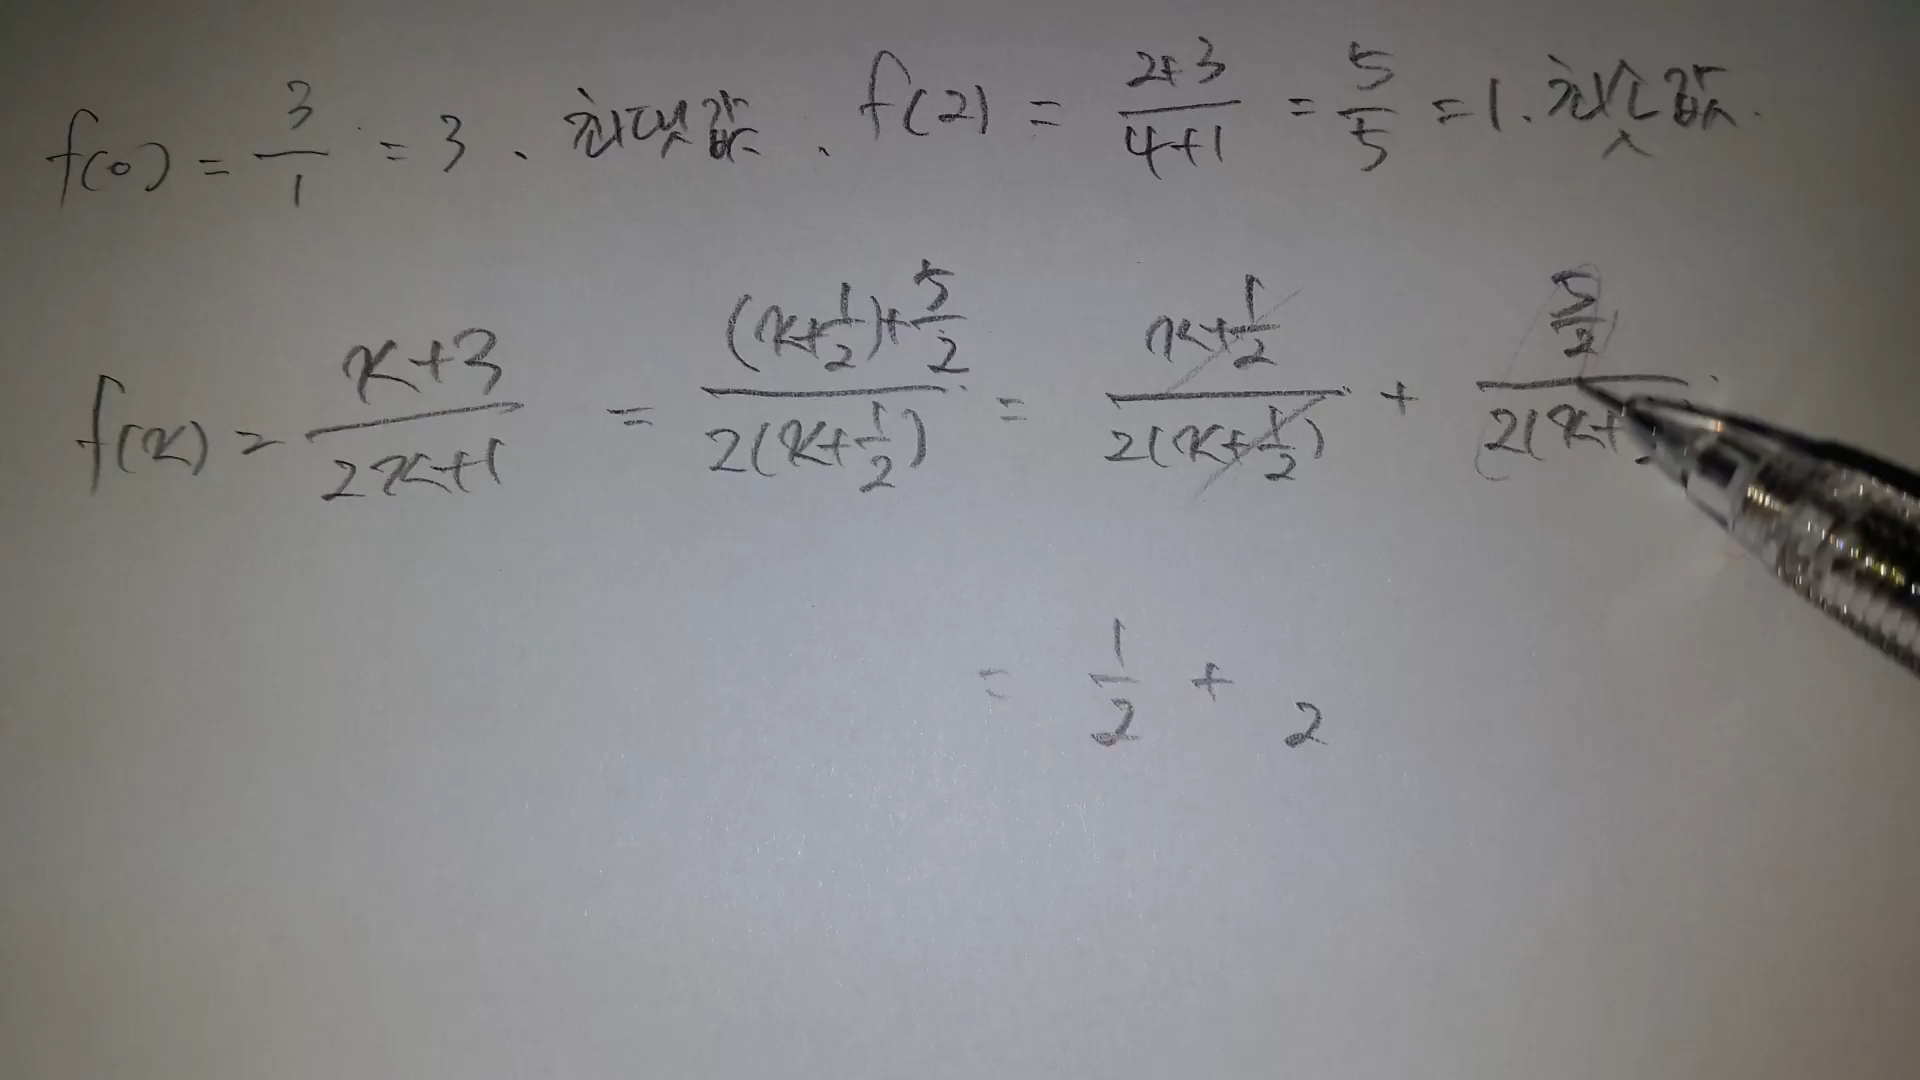 f(0) = 3/1 = 3. 최댓값. f(2) = 2+3/4+1 = 5/5 = 1. 최솟값.
f(x) = x+3/2x+1 = (x+1/2)+5/2 / 2(x+1/2) = x+1/2 / 2(x+1/2) + 5/2 / 2(x+
= 1/2 + 2